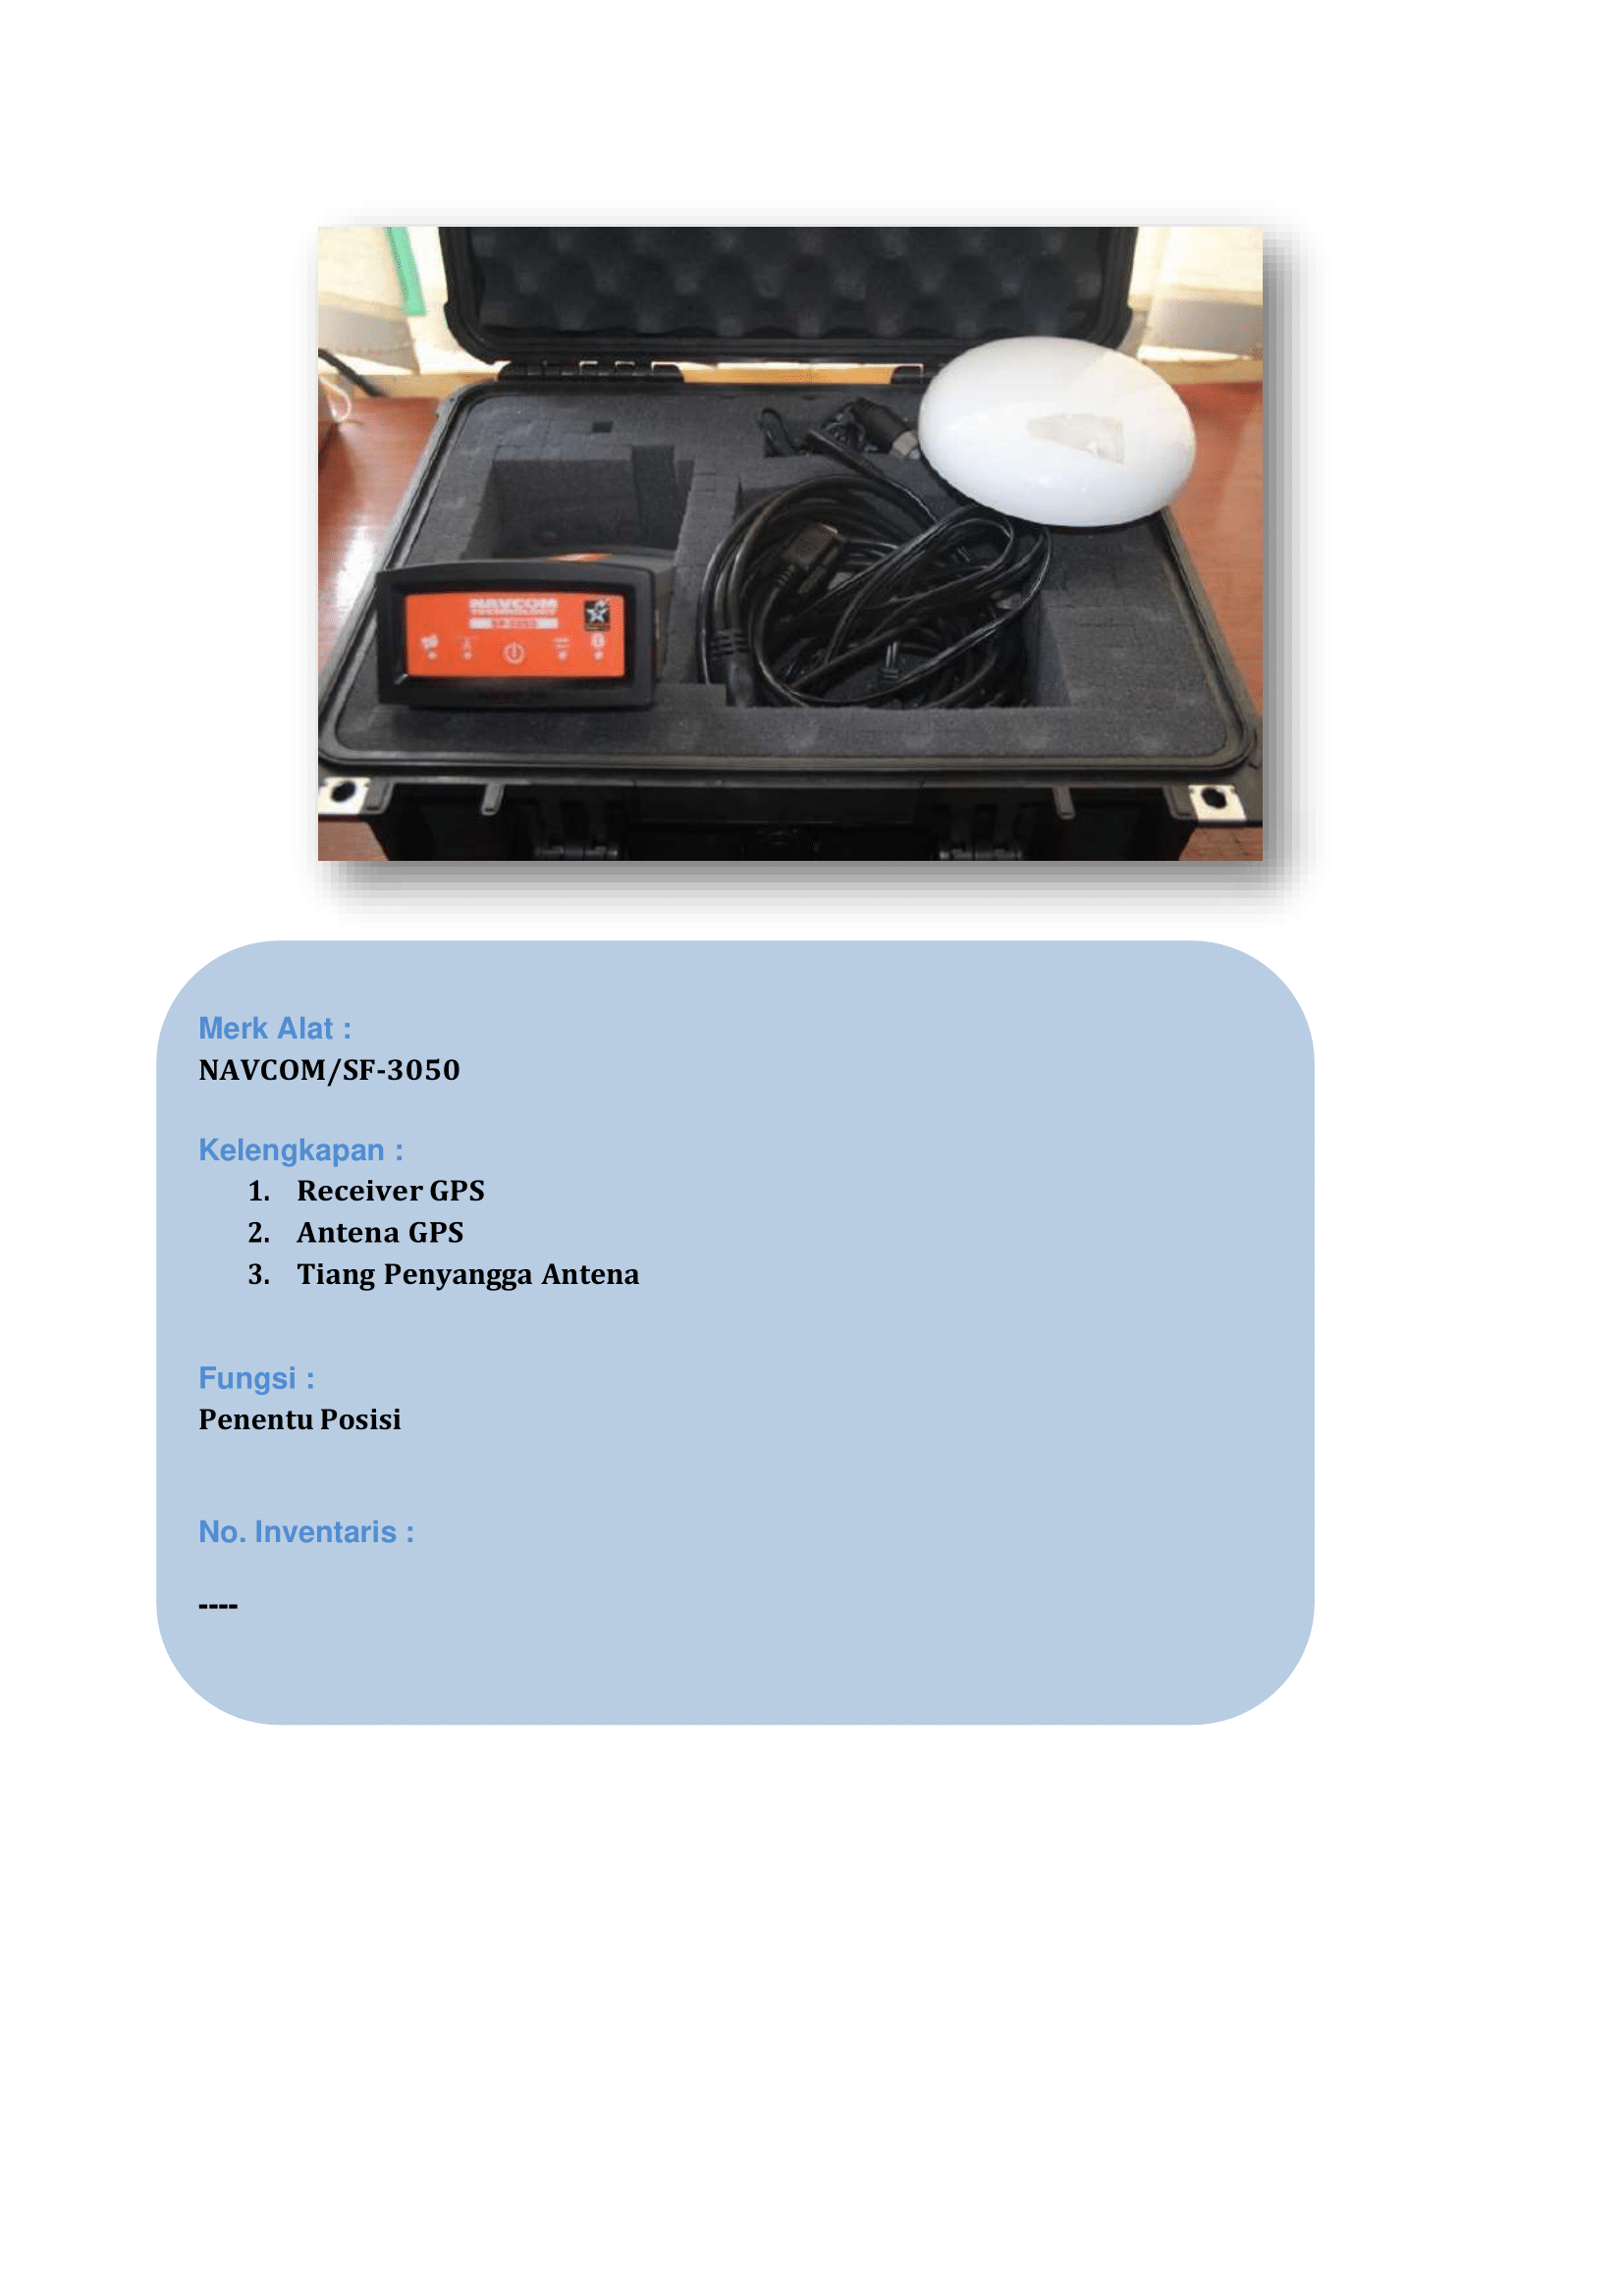 NAVCOM
TECHNOLOGY
SF-3050
Merk Alat :
NAVCOM/SF-3050
Kelengkapan :
1. Receiver GPS
2. Antena GPS
3. Tiang Penyangga Antena
Fungsi :
Penentu Posisi
No. Inventaris :
----